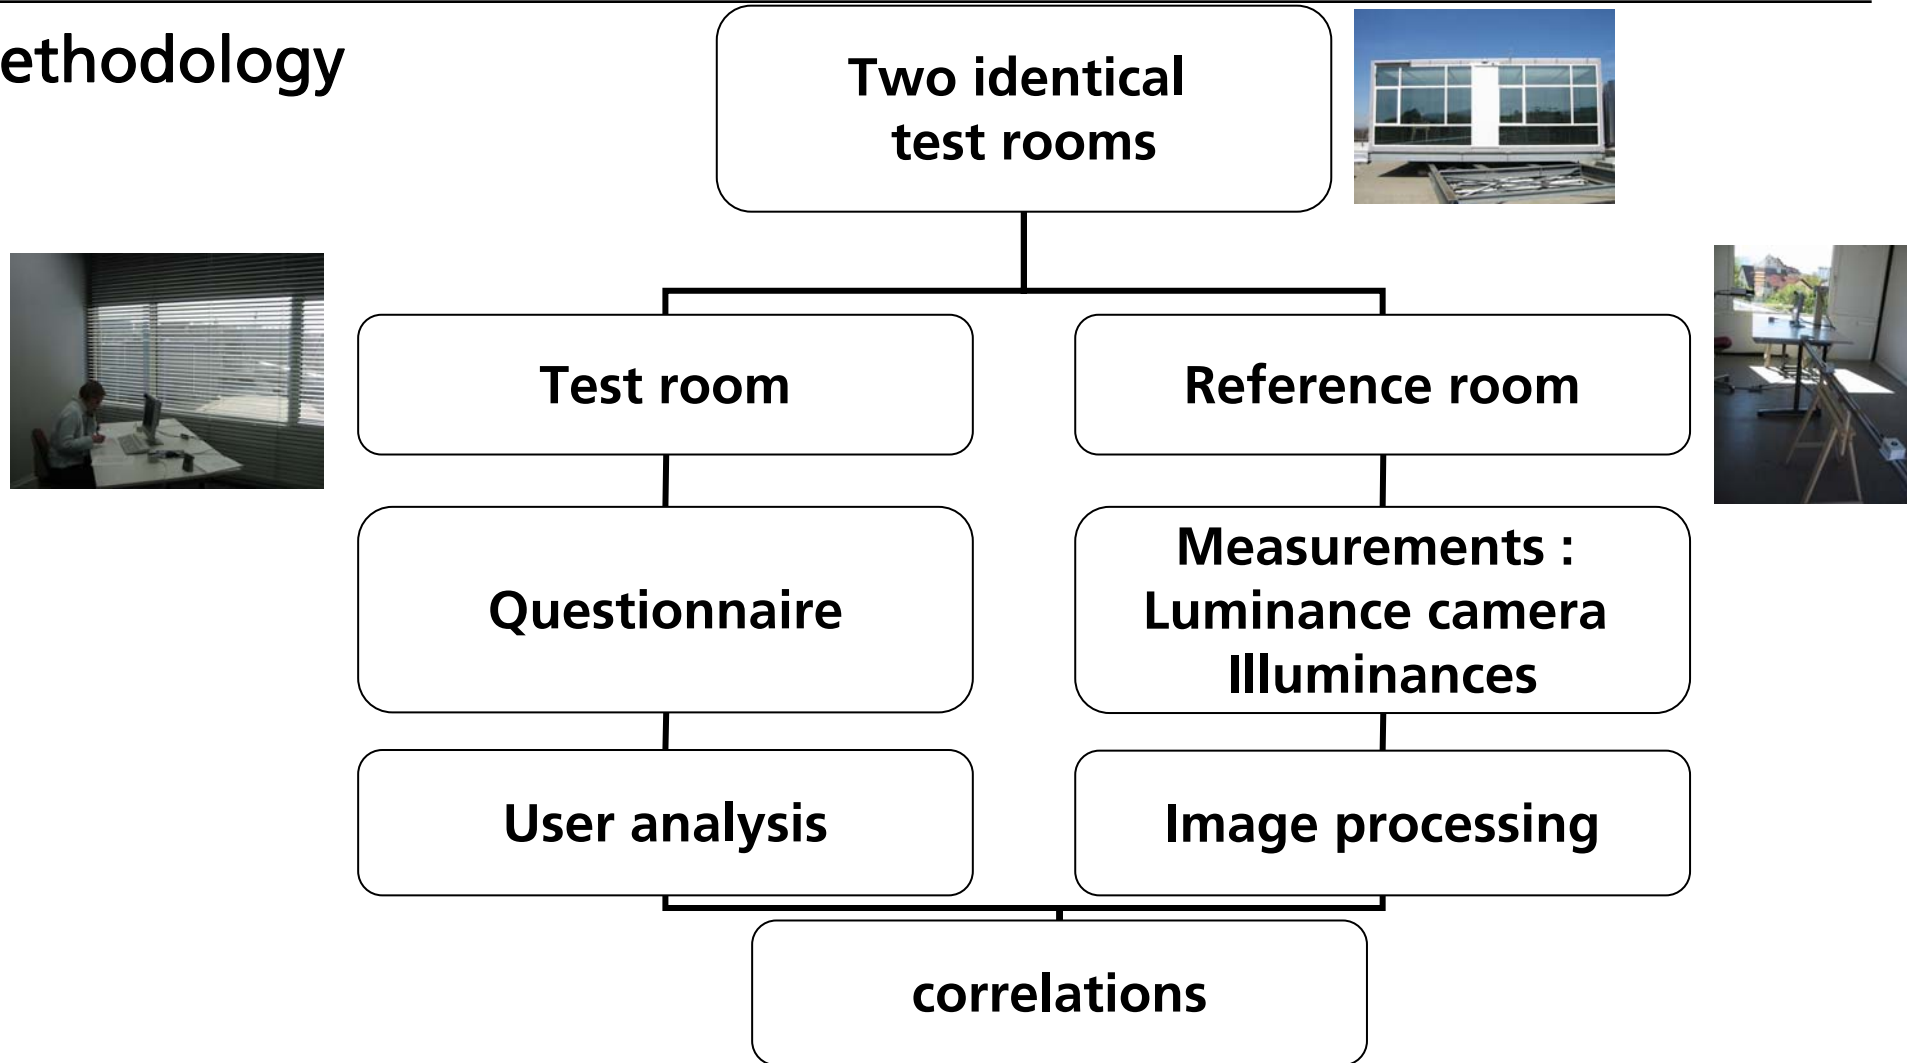 ethodology
Two identical
test rooms
Test room
Reference room
Questionnaire
Measurements :
Luminance camera
Illuminances
User analysis
Image processing
correlations